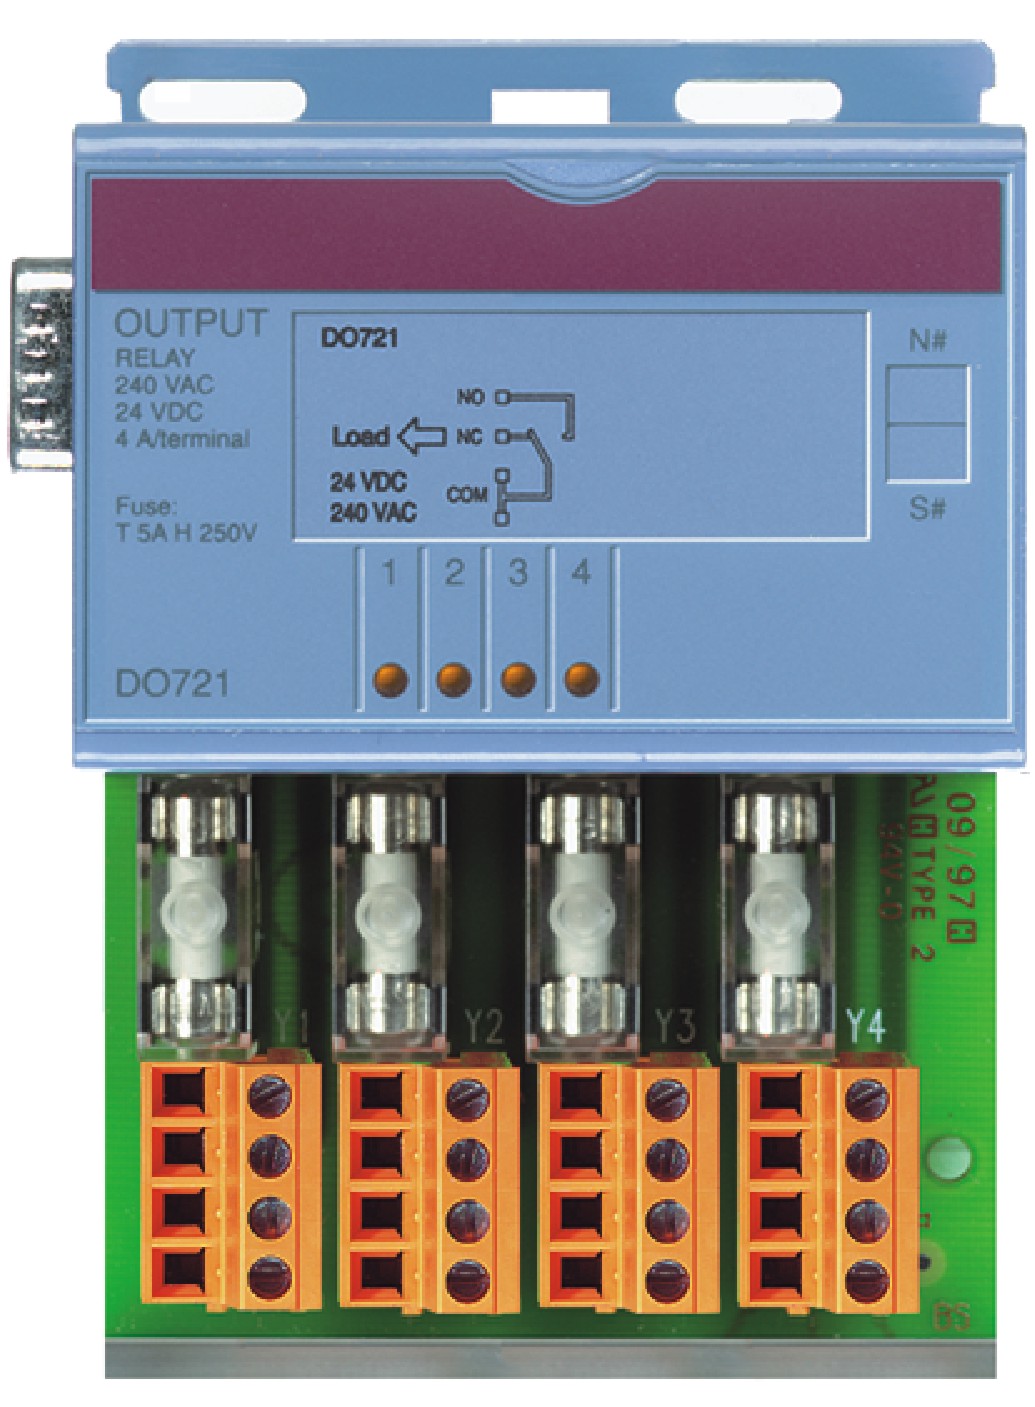 OUTPUT
RELAY
240 VAC
24 VDC
4 A/terminal
Fuse:
T 5A H 250V
DO721
DO721
NO
Load
NC
24 VDC
COM
240 VAC
N#
S#
1 2 3 4
09/97 H
TYPE 2
94V-0
Y1 Y2 Y3 Y4
BS